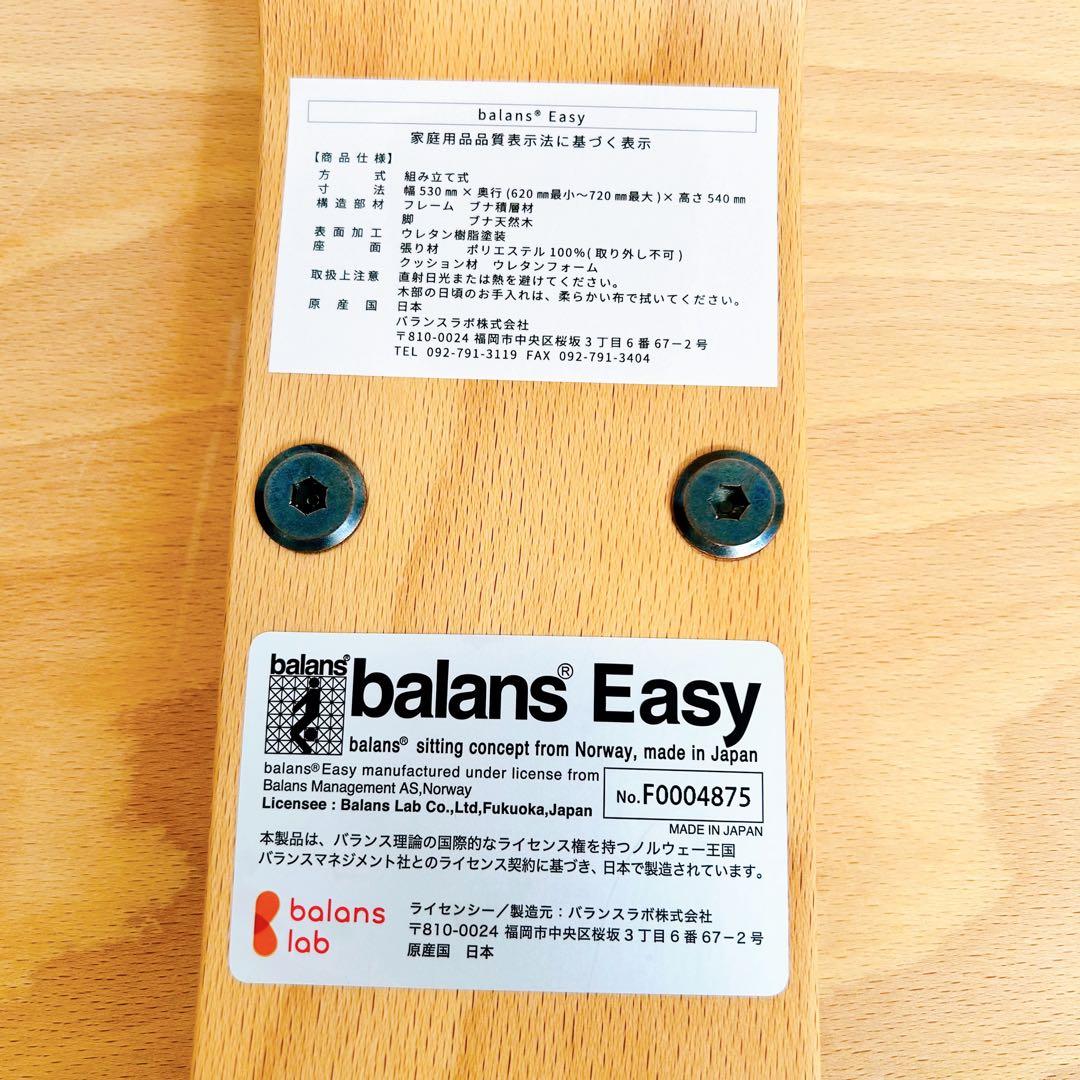 balans® Easy
家庭用品品質表示法に基づく表示
【商品仕様】
方式 組み立て式
寸法 幅 530 ㎜ × 奥行 (620 ㎜最小〜720 ㎜最大) × 高さ 540 ㎜
構造部材 フレーム ブナ積層材
脚 ブナ天然木
表面加工 ウレタン樹脂塗装
座面 張り材 ポリエステル 100% (取り外し不可)
クッション材 ウレタンフォーム
取扱上注意 直射日光または熱を避けてください。
木部の日頃のお手入れは、柔らかい布で拭いてください。
原産国 日本
バランスラボ株式会社
〒810-0024 福岡市中央区桜坂 3 丁目 6 番 67−2 号
TEL 092-791-3119 FAX 092-791-3404
balans®
balans® Easy
balans® sitting concept from Norway, made in Japan
balans®Easy manufactured under license from
Balans Management AS,Norway
Licensee : Balans Lab Co.,Ltd,Fukuoka,Japan
No.F0004875
MADE IN JAPAN
本製品は、バランス理論の国際的なライセンス権を持つノルウェー王国
バランスマネジメント社とのライセンス契約に基づき、日本で製造されています。
balans
lab
ライセンシー／製造元：バランスラボ株式会社
〒810-0024 福岡市中央区桜坂 3 丁目 6 番 67−2 号
原産国 日本